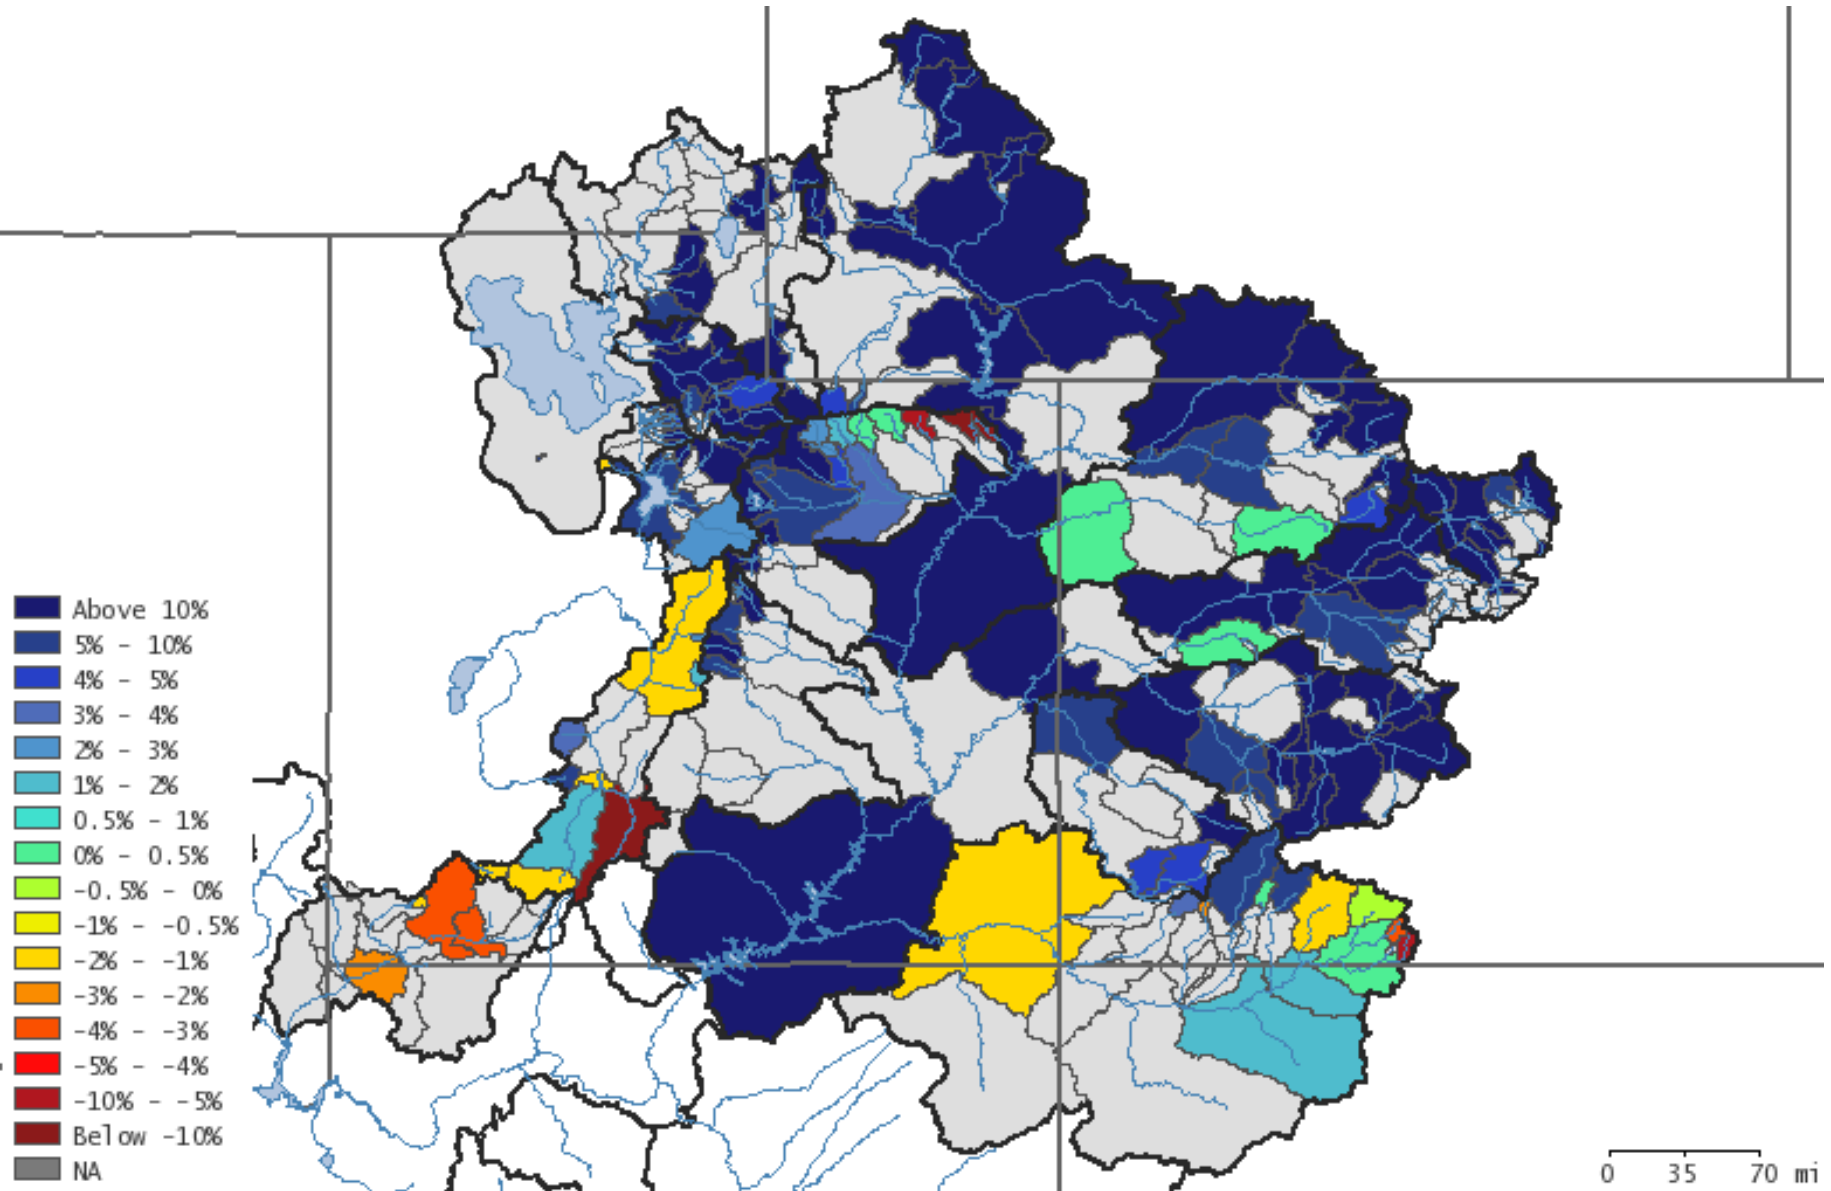 Above 10%
5% - 10%
4% - 5%
3% - 4%
2% - 3%
1% - 2%
0.5% - 1%
0% - 0.5%
-0.5% - 0%
-1% - -0.5%
-2% - -1%
-3% - -2%
-4% - -3%
-5% - -4%
-10% - -5%
Below -10%
NA
0 35 70 mi